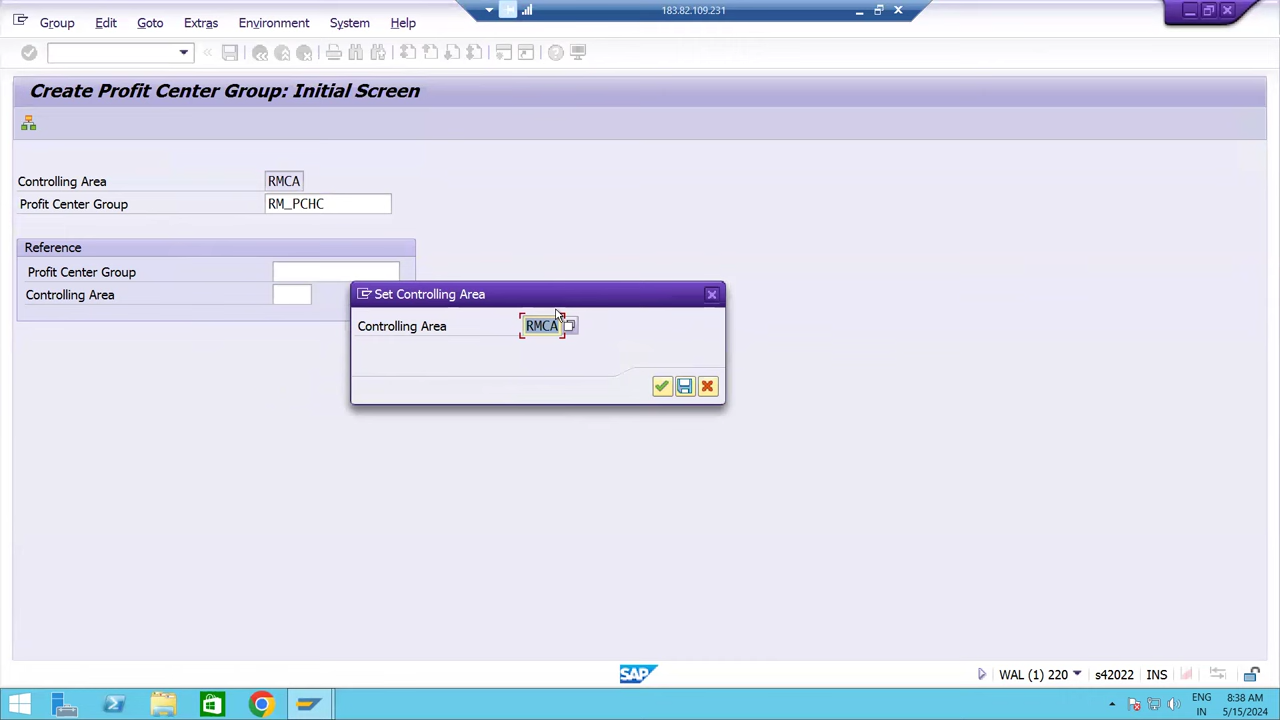 183.82.109.231
Group Edit Goto Extras Environment System Help
Create Profit Center Group: Initial Screen
Controlling Area RMCA
Profit Center Group RM_PCHC
Reference
Profit Center Group
Controlling Area
Set Controlling Area
Controlling Area RMCA
SAP
WAL (1) 220 s42022 INS
ENG 8:38 AM
IN 5/15/2024